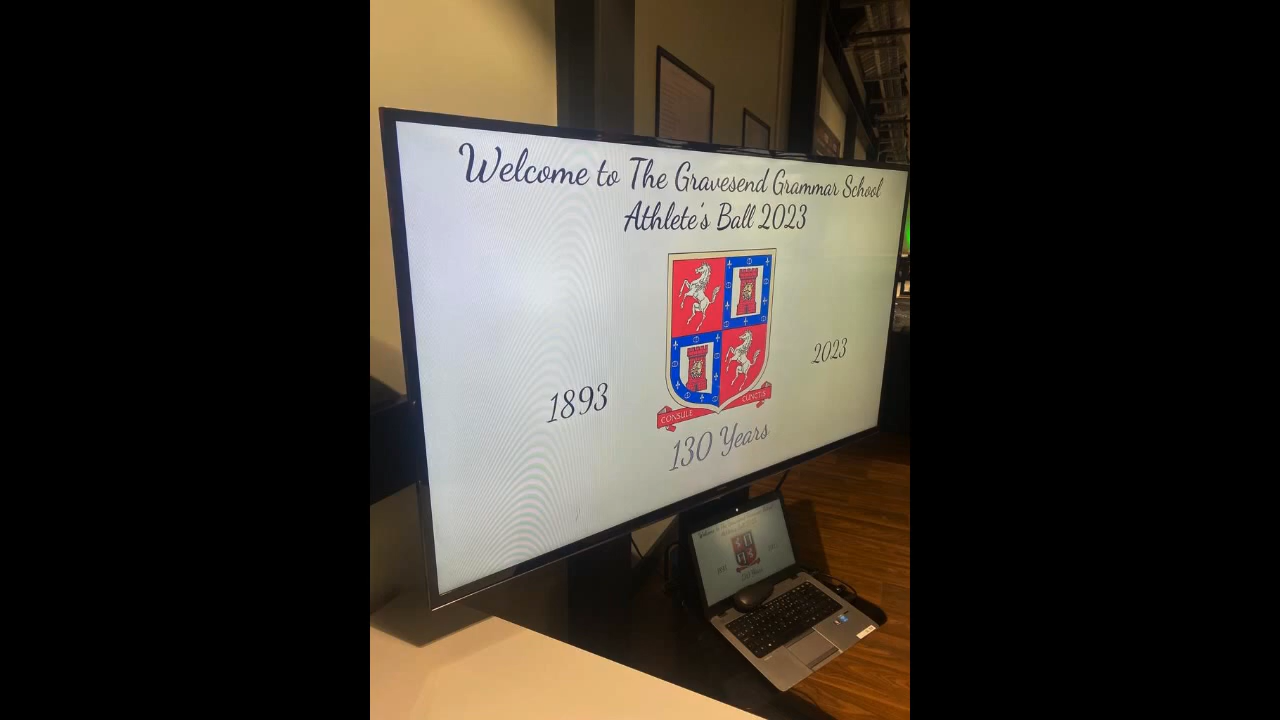 Welcome to The Gravesend Grammar School
Athlete's Ball 2023
1893
2023
CONSULE CUNCTIS
130 Years